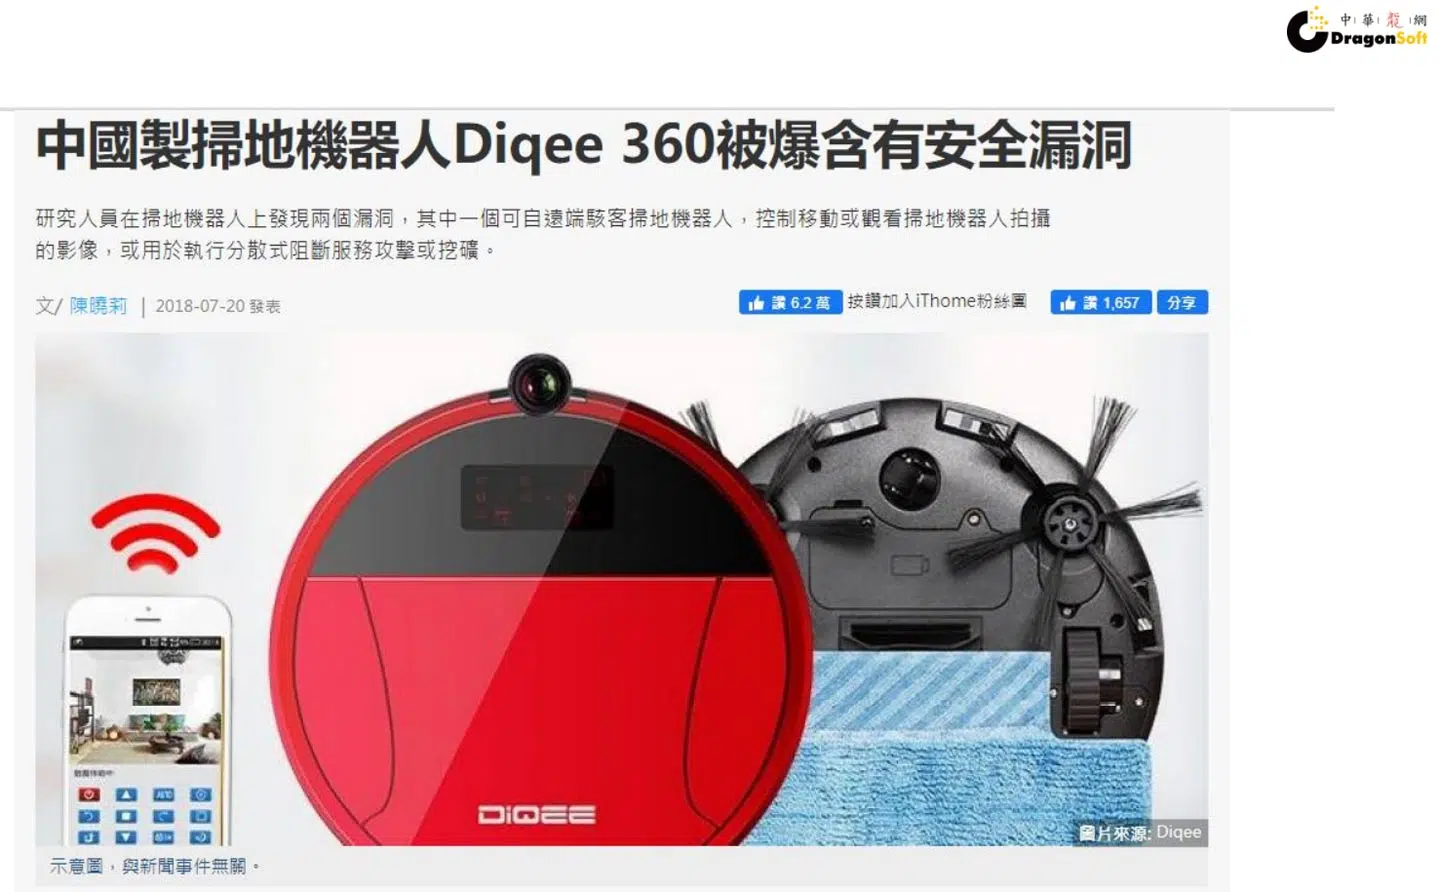 中華龍網
DragonSoft
中國製掃地機器人Diqee 360被爆含有安全漏洞
研究人員在掃地機器人上發現兩個漏洞，其中一個可自遠端駭客掃地機器人，控制移動或觀看掃地機器人拍攝
的影像，或用於執行分散式阻斷服務攻擊或挖礦。
文/ 陳曉莉 | 2018-07-20 發表
讚 6.2 萬 按讚加入iThome粉絲團 讚 1,657 分享
DIQEE
AUTO
圖片來源: Diqee
示意圖，與新聞事件無關。